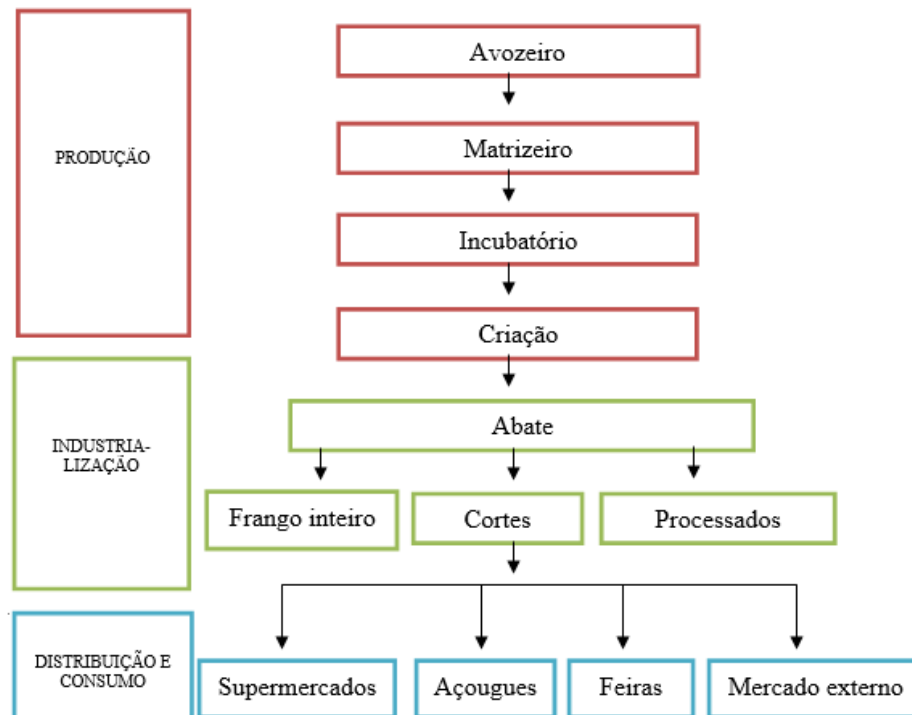 PRODUÇÃO
Avozeiro
Matrizeiro
Incubatório
Criação
INDUSTRIA-
LIZAÇÃO
Abate
Frango inteiro
Cortes
Processados
DISTRIBUIÇÃO E
CONSUMO
Supermercados
Açougues
Feiras
Mercado externo